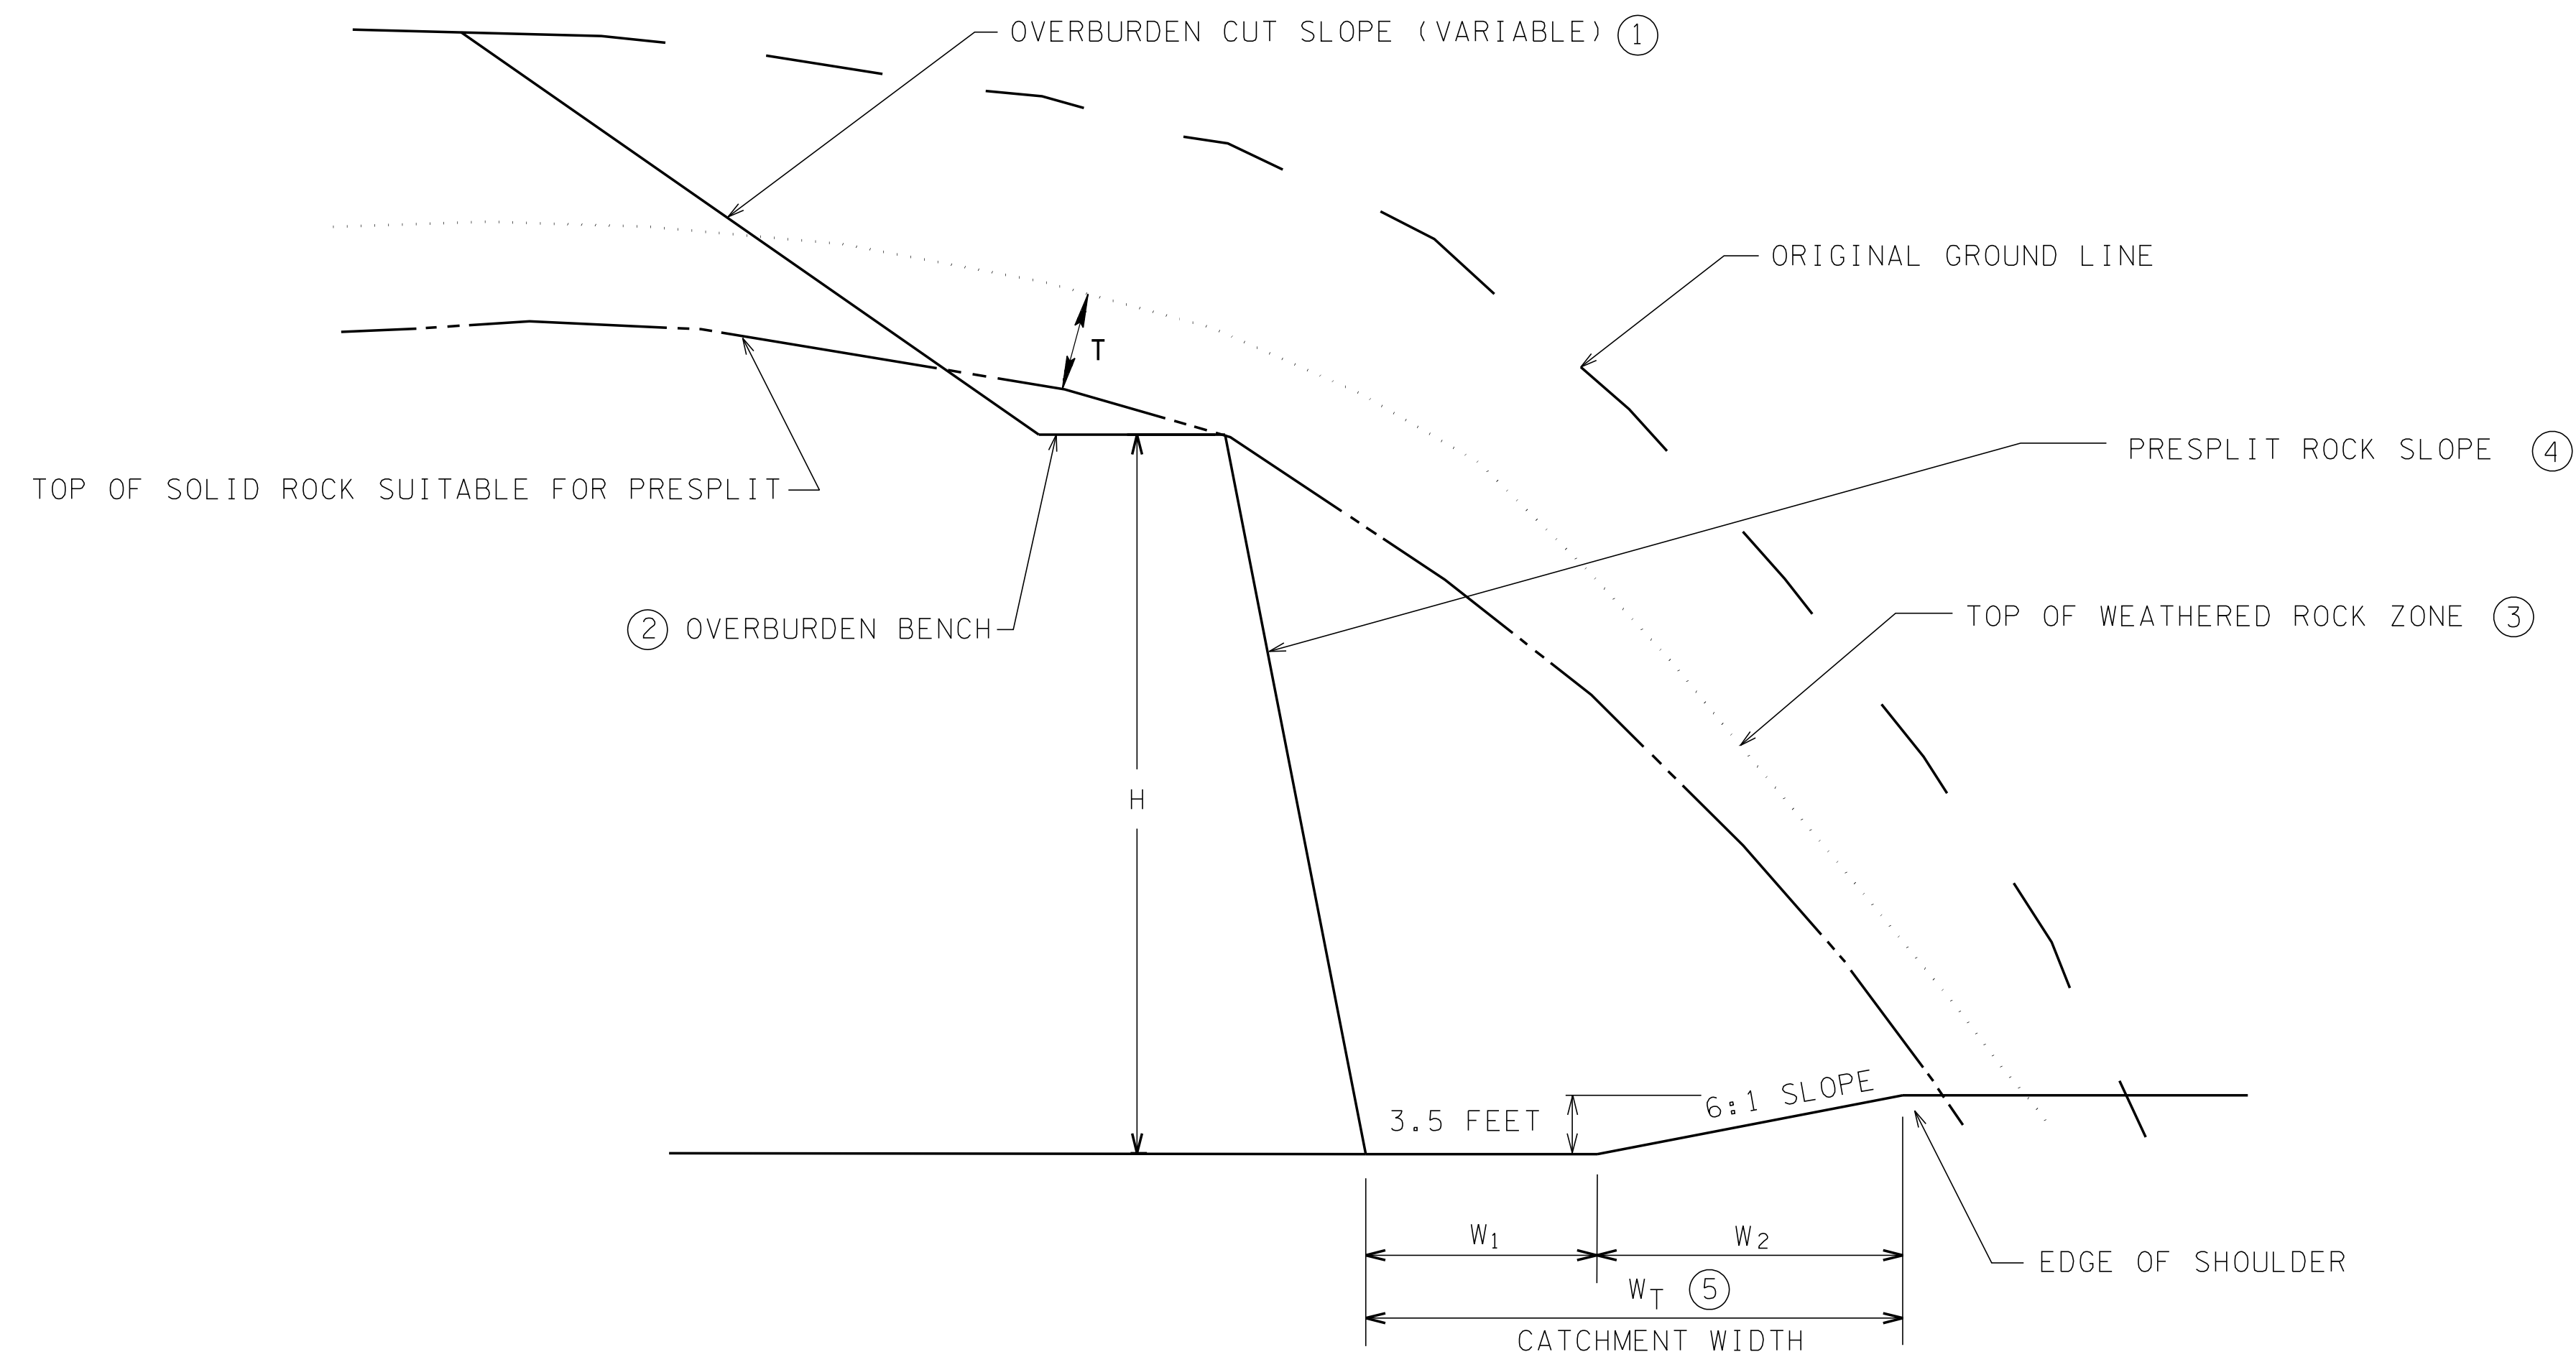 OVERBURDEN CUT SLOPE (VARIABLE) 1
ORIGINAL GROUND LINE
T
PRESPLIT ROCK SLOPE 4
TOP OF SOLID ROCK SUITABLE FOR PRESPLIT
2 OVERBURDEN BENCH
TOP OF WEATHERED ROCK ZONE 3
H
6:1 SLOPE
3.5 FEET
W1
W2
EDGE OF SHOULDER
WT 5
CATCHMENT WIDTH